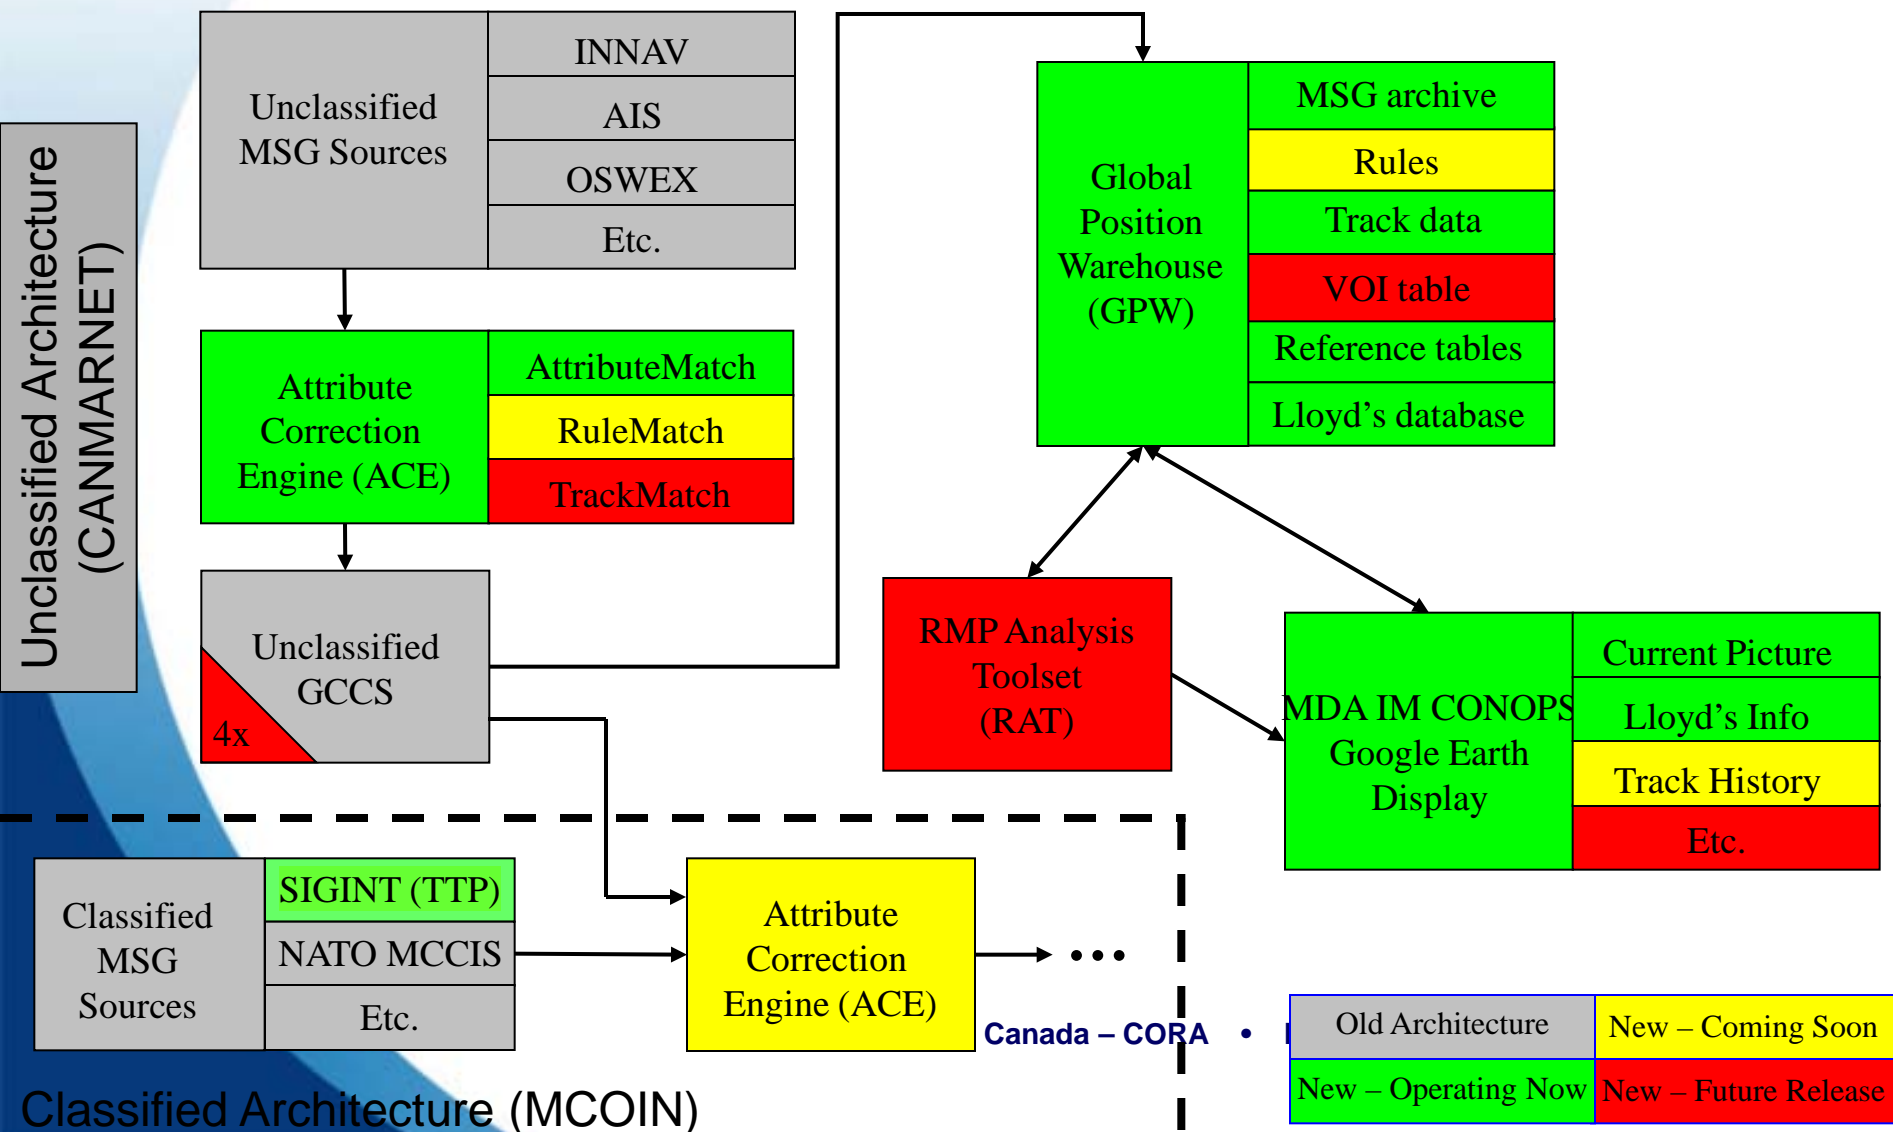 Unclassified Architecture
(CANMARNET)
Unclassified
MSG Sources
INNAV
AIS
OSWEX
Etc.
Attribute
Correction
Engine (ACE)
AttributeMatch
RuleMatch
TrackMatch
Unclassified
GCCS
4x
Global
Position
Warehouse
(GPW)
MSG archive
Rules
Track data
VOI table
Reference tables
Lloyd’s database
RMP Analysis
Toolset
(RAT)
MDA IM CONOPS
Google Earth
Display
Current Picture
Lloyd’s Info
Track History
Etc.
Classified
MSG
Sources
SIGINT (TTP)
NATO MCCIS
Etc.
Attribute
Correction
Engine (ACE)
•••
Canada – CORA •
Old Architecture
New – Coming Soon
New – Operating Now
New – Future Release
Classified Architecture (MCOIN)